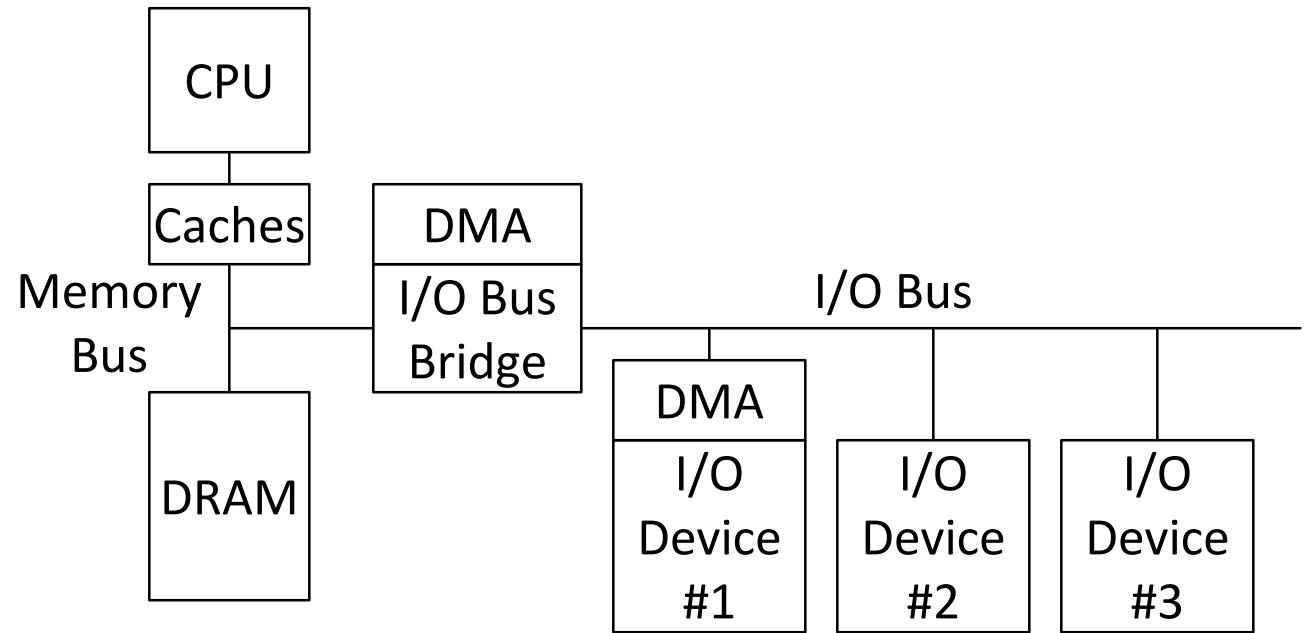 CPU
Caches
DMA
Memory
Bus
I/O Bus
Bridge
I/O Bus
DRAM
DMA
I/O
Device
#1
I/O
Device
#2
I/O
Device
#3